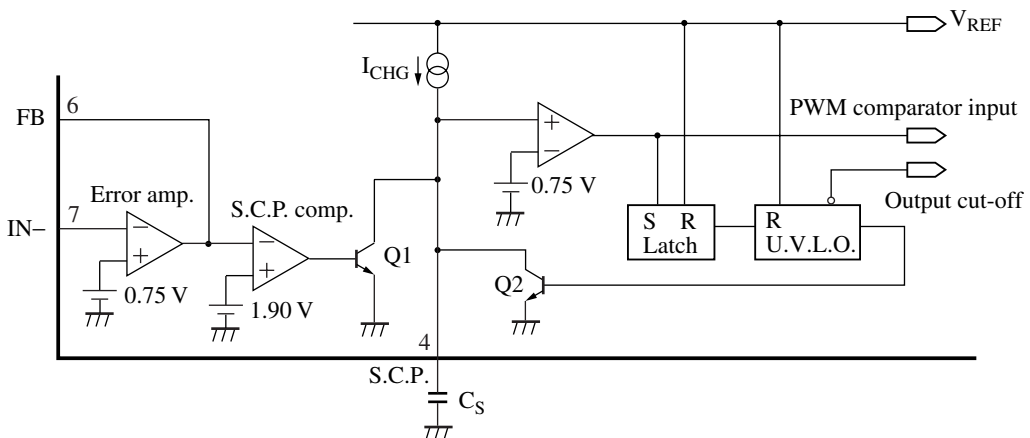 V_REF
I_CHG
6
FB
PWM comparator input
+
−
0.75 V
Output cut-off
Error amp.
S.C.P. comp.
7
IN−
−
+
−
+
0.75 V
1.90 V
Q1
Q2
S R
Latch
R
U.V.L.O.
4
S.C.P.
C_S